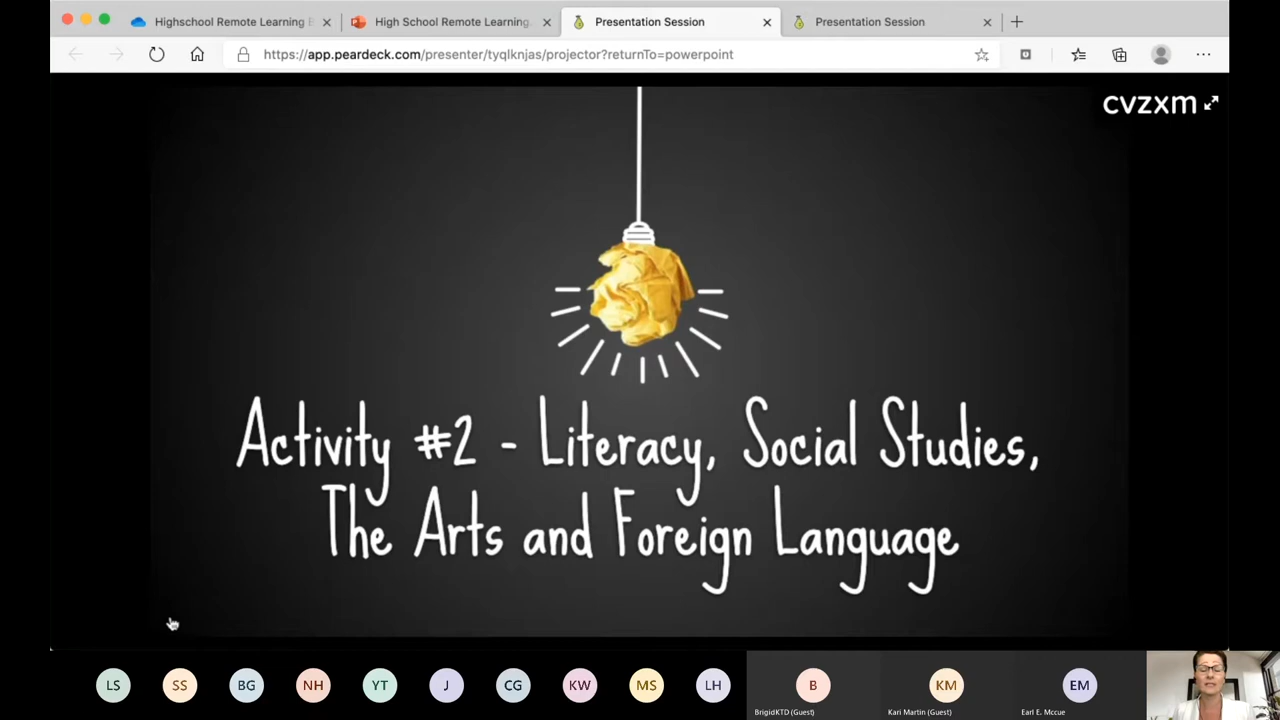 Highschool Remote Learning E
High School Remote Learning
Presentation Session
Presentation Session
https://app.peardeck.com/presenter/tyqlknjas/projector?returnTo=powerpoint
cvzxm
Activity #2 - Literacy, Social Studies,
The Arts and Foreign Language
LS
SS
BG
NH
YT
J
CG
KW
MS
LH
B
KM
EM
BrigidKTD (Guest)
Kari Martin (Guest)
Earl E. Mccue